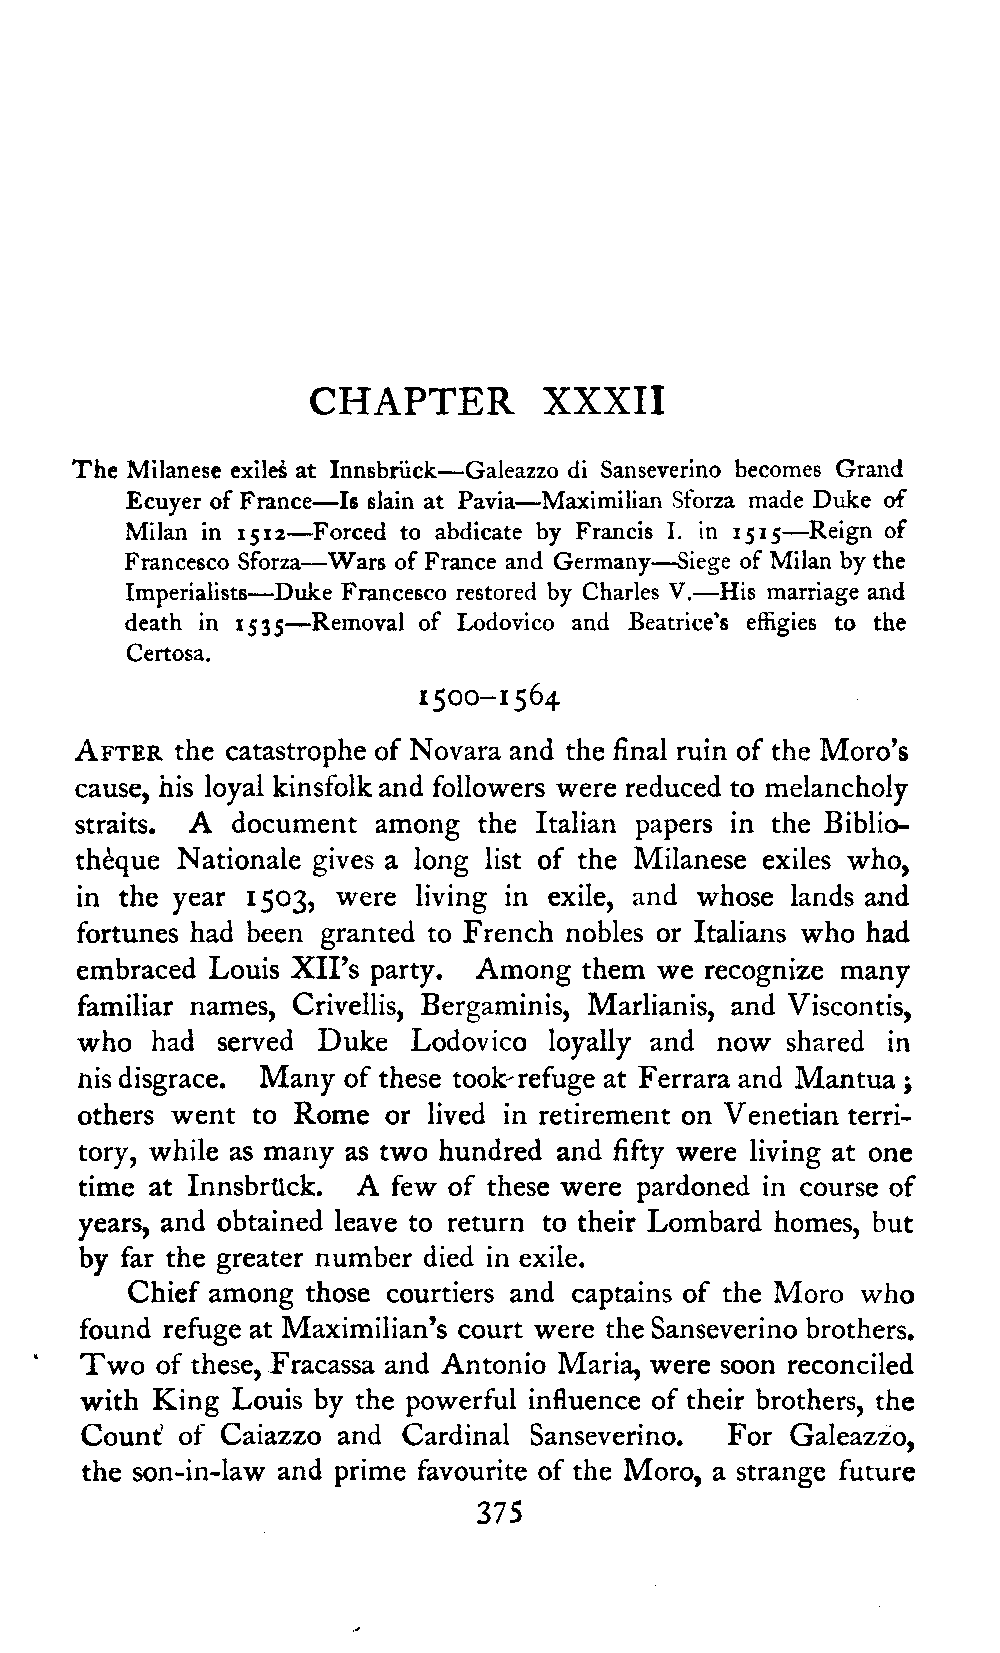 CHAPTER XXXII
The Milanese exiles at Innsbrück—Galeazzo di Sanseverino becomes Grand
Ecuyer of France—Is slain at Pavia—Maximilian Sforza made Duke of
Milan in 1512—Forced to abdicate by Francis I. in 1515—Reign of
Francesco Sforza—Wars of France and Germany—Siege of Milan by the
Imperialists—Duke Francesco restored by Charles V.—His marriage and
death in 1535—Removal of Lodovico and Beatrice's effigies to the
Certosa.
1500–1564
AFTER the catastrophe of Novara and the final ruin of the Moro's
cause, his loyal kinsfolk and followers were reduced to melancholy
straits. A document among the Italian papers in the Biblio-
thèque Nationale gives a long list of the Milanese exiles who,
in the year 1503, were living in exile, and whose lands and
fortunes had been granted to French nobles or Italians who had
embraced Louis XII's party. Among them we recognize many
familiar names, Crivellis, Bergaminis, Marlianis, and Viscontis,
who had served Duke Lodovico loyally and now shared in
his disgrace. Many of these took refuge at Ferrara and Mantua;
others went to Rome or lived in retirement on Venetian terri-
tory, while as many as two hundred and fifty were living at one
time at Innsbrück. A few of these were pardoned in course of
years, and obtained leave to return to their Lombard homes, but
by far the greater number died in exile.
Chief among those courtiers and captains of the Moro who
found refuge at Maximilian's court were the Sanseverino brothers.
Two of these, Fracassa and Antonio Maria, were soon reconciled
with King Louis by the powerful influence of their brothers, the
Count of Caiazzo and Cardinal Sanseverino. For Galeazzo,
the son-in-law and prime favourite of the Moro, a strange future
375